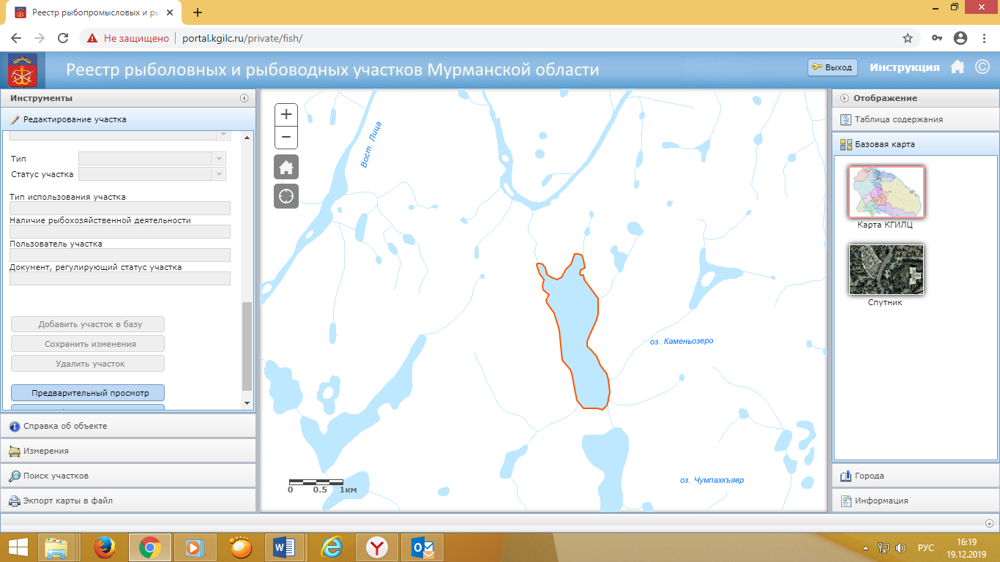 Реестр рыбопромысловых и ры
Не защищено
portal.kgilc.ru/private/fish/
Реестр рыболовных и рыбоводных участков Мурманской области
Выход
Инструкция
Инструменты
Редактирование участка
Тип
Статус участка
Тип использования участка
Наличие рыбохозяйственной деятельности
Пользователь участка
Документ, регулирующий статус участка
Добавить участок в базу
Сохранить изменения
Удалить участок
Предварительный просмотр
Справка об объекте
Измерения
Поиск участков
Экспорт карты в файл
+
−
Вост. Лица
оз. Каменьозеро
оз. Чумпахкъявр
0 0.5 1км
Отображение
Таблица содержания
Базовая карта
Карта КГИЛЦ
Спутник
Города
Информация
РУС
16:19
19.12.2019